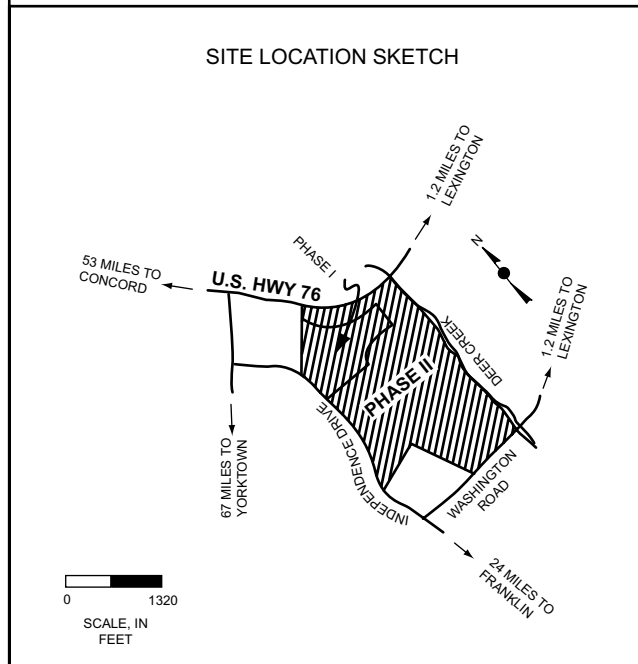 SITE LOCATION SKETCH
1.2 MILES TO
LEXINGTON
N
PHASE I
53 MILES TO
CONCORD
U.S. HWY 76
1.2 MILES TO
LEXINGTON
DEER CREEK
PHASE II
67 MILES TO
YORKTOWN
INDEPENDENCE DRIVE
WASHINGTON
ROAD
24 MILES TO
FRANKLIN
0 1320
SCALE, IN
FEET